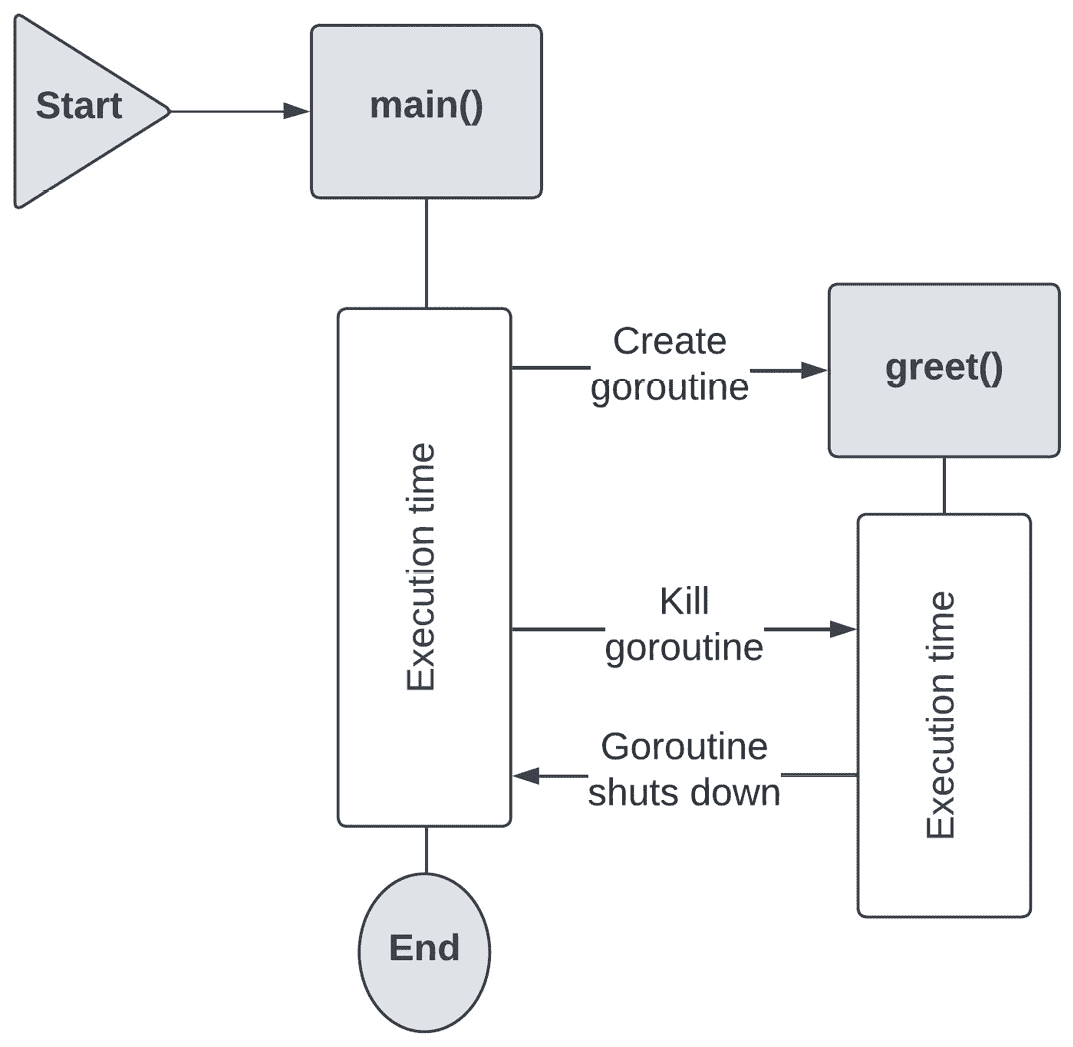 Start
main()
Create
goroutine
greet()
Execution time
Kill
goroutine
Execution time
Goroutine
shuts down
End